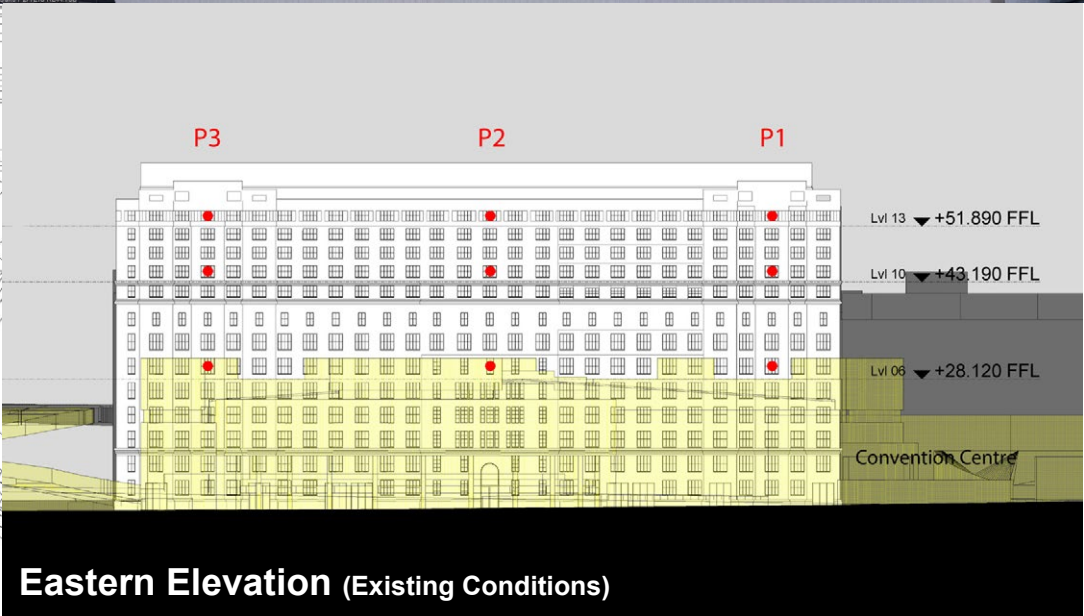 P3 P2 P1
Lvl 13 +51.890 FFL
Lvl 10 +43.190 FFL
Lvl 06 +28.120 FFL
Convention Centre
Eastern Elevation (Existing Conditions)